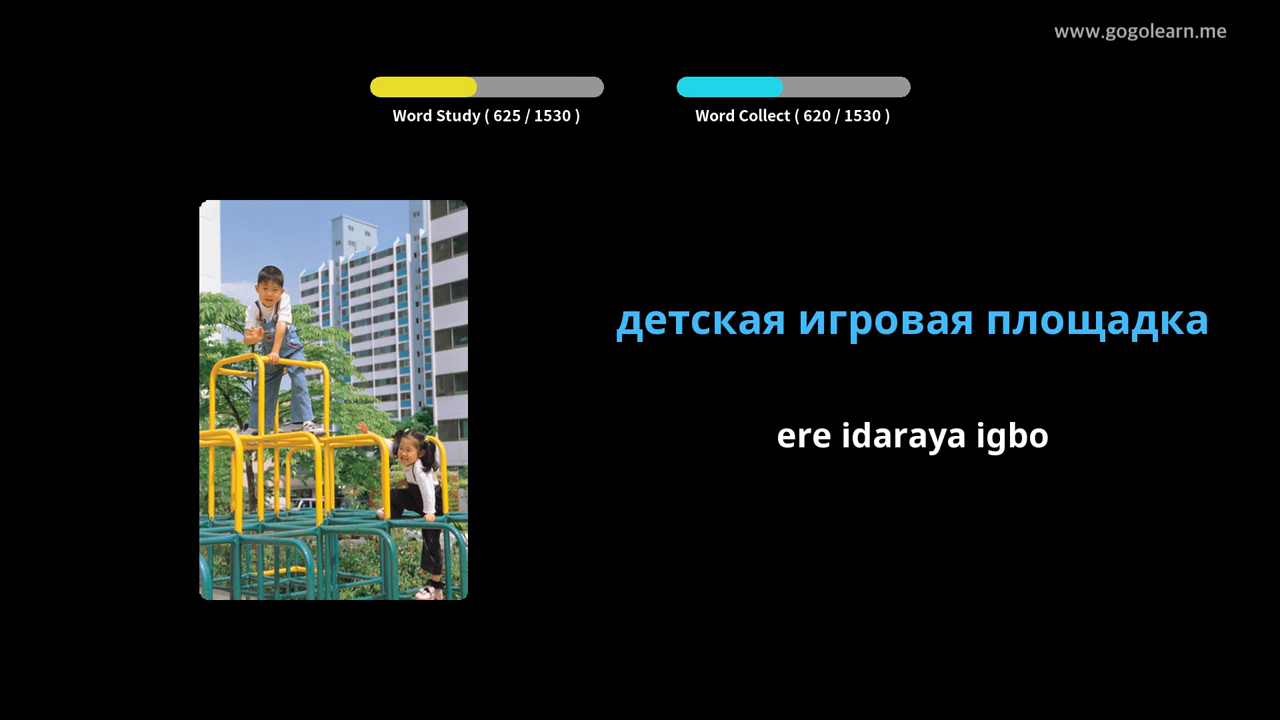 www.gogolearn.me
Word Study ( 625 / 1530 )
Word Collect ( 620 / 1530 )
детская игровая площадка
ere idaraya igbo